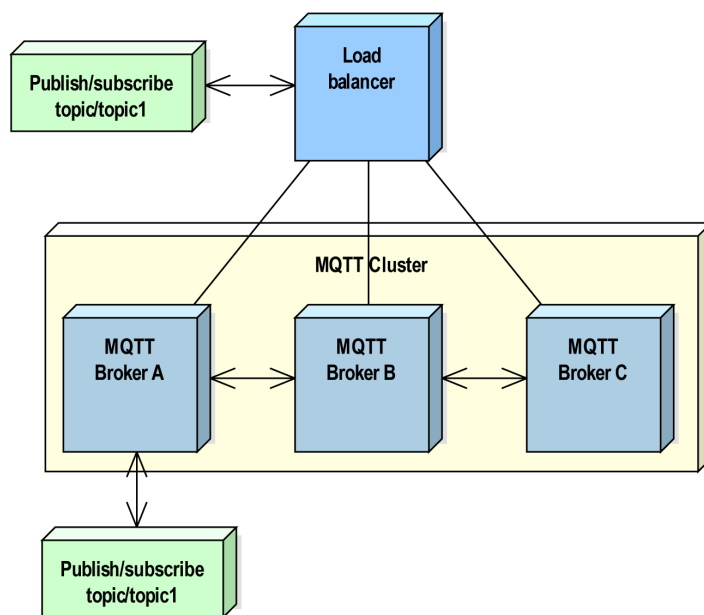 Load
balancer
Publish/subscribe
topic/topic1
MQTT Cluster
MQTT
Broker A
MQTT
Broker B
MQTT
Broker C
Publish/subscribe
topic/topic1